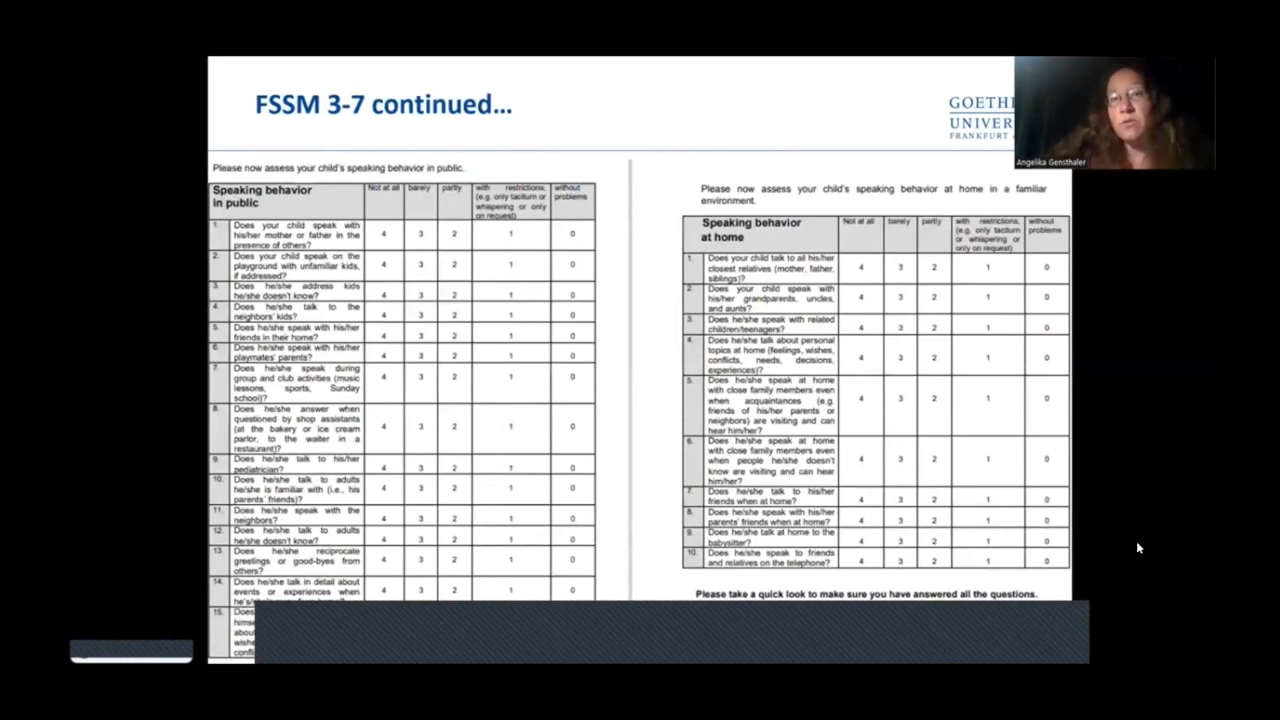 FSSM 3-7 continued…
GOETH
UNIVER
FRANKFURT A
Angelika Gensthaler
Please now assess your child's speaking behavior in public.
Speaking behavior
in public
Not at all
barely
partly
with restrictions,
(e.g. only taciturn or
whispering or only
on request)
without
problems
1. Does your child speak with
his/her mother or father in the
presence of others?
4 3 2 1 0
2. Does your child speak on the
playground with unfamiliar kids,
if addressed?
4 3 2 1 0
3. Does he/she address kids
he/she doesn't know?
4 3 2 1 0
4. Does he/she talk to the
neighbors' kids?
4 3 2 1 0
5. Does he/she speak with his/her
friends in their home?
4 3 2 1 0
6. Does he/she speak with his/her
playmates' parents?
4 3 2 1 0
7. Does he/she speak during
group and club activities (music
lessons, sports, Sunday
school)?
4 3 2 1 0
8. Does he/she answer when
questioned by shop assistants
(at the bakery or ice cream
parlor, to the waiter in a
restaurant)?
4 3 2 1 0
9. Does he/she talk to his/her
pediatrician?
4 3 2 1 0
10. Does he/she talk to adults
he/she is familiar with (i.e., his
parents' friends)?
4 3 2 1 0
11. Does he/she speak with the
neighbors?
4 3 2 1 0
12. Does he/she talk to adults
he/she doesn't know?
4 3 2 1 0
13. Does he/she reciprocate
greetings or good-byes from
others?
4 3 2 1 0
14. Does he/she talk in detail about
events or experiences when
4 3 2 1 0
15. Does
himse
abou
wishe
confli
Please now assess your child's speaking behavior at home in a familiar
environment.
Speaking behavior
at home
Not at all
barely
partly
with restrictions,
(e.g. only taciturn
or whispering or
only on request)
without
problems
1. Does your child talk to all his/her
closest relatives (mother, father,
siblings)?
4 3 2 1 0
2. Does your child speak with
his/her grandparents, uncles,
and aunts?
4 3 2 1 0
3. Does he/she speak with related
children/teenagers?
4 3 2 1 0
4. Does he/she talk about personal
topics at home (feelings, wishes,
conflicts, needs, decisions,
experiences)?
4 3 2 1 0
5. Does he/she speak at home
with close family members even
when acquaintances (e.g.
friends of his/her parents or
neighbors) are visiting and can
hear him/her?
4 3 2 1 0
6. Does he/she speak at home
with close family members even
when people he/she doesn't
know are visiting and can hear
him/her?
4 3 2 1 0
7. Does he/she talk to his/her
friends when at home?
4 3 2 1 0
8. Does he/she speak with his/her
parents' friends when at home?
4 3 2 1 0
9. Does he/she talk at home to the
babysitter?
4 3 2 1 0
10. Does he/she speak to friends
and relatives on the telephone?
4 3 2 1 0
Please take a quick look to make sure you have answered all the questions.